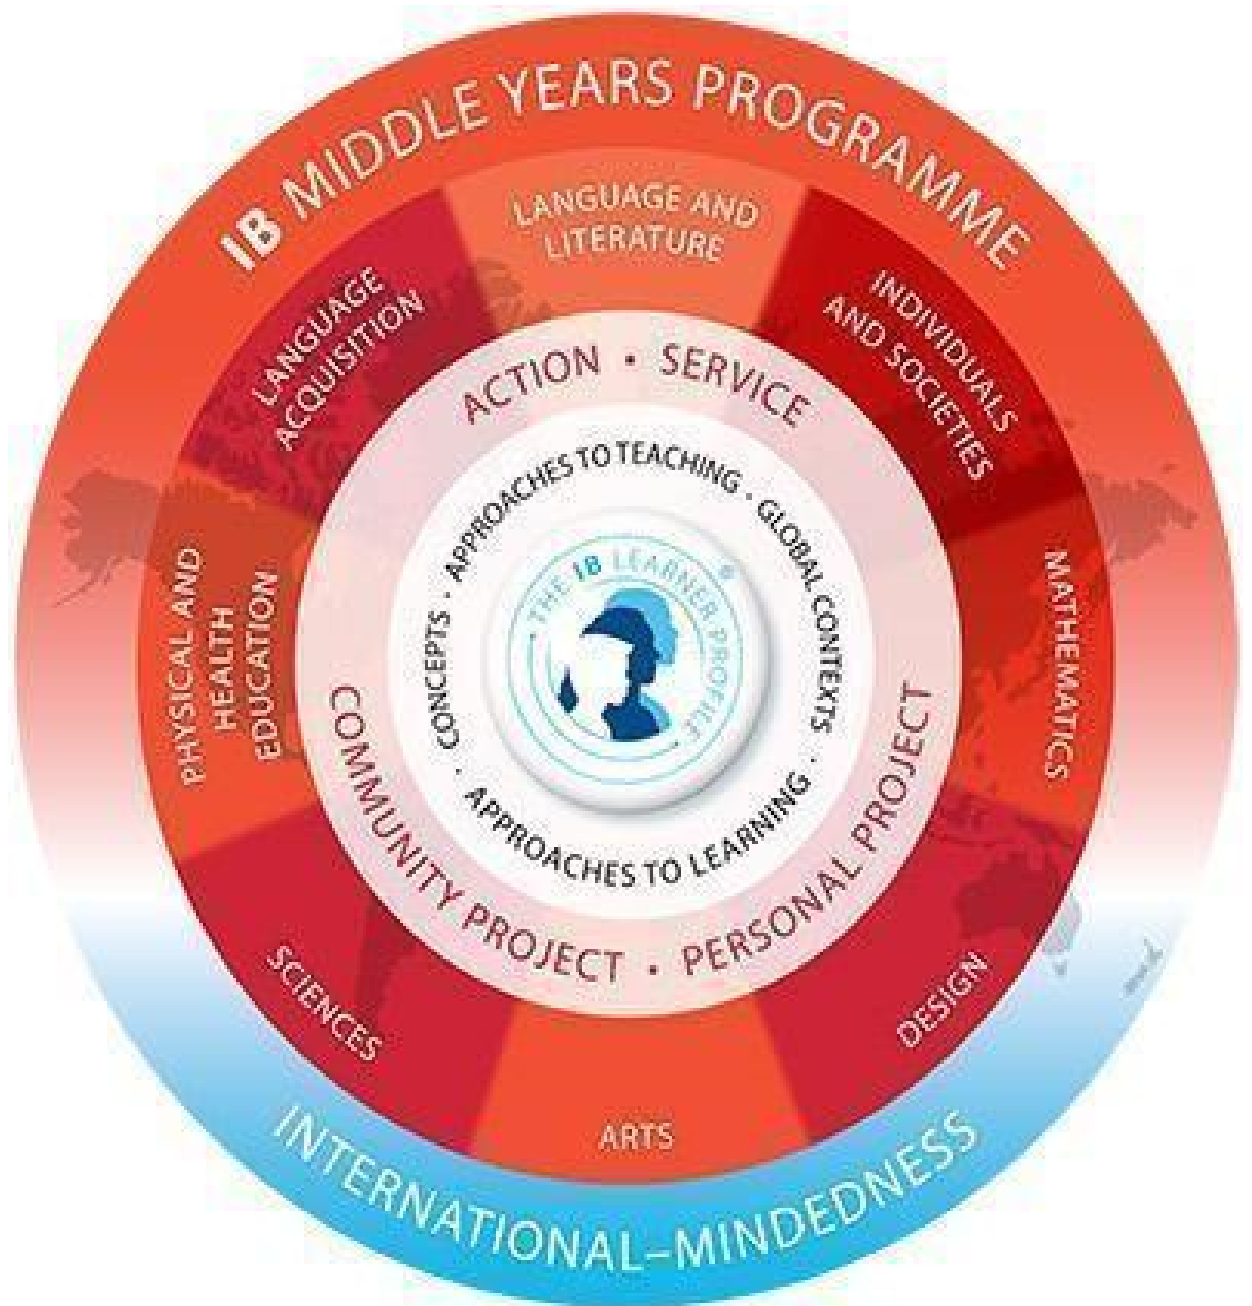 IB MIDDLE YEARS PROGRAMME
LANGUAGE AND
LITERATURE
INDIVIDUALS
AND SOCIETIES
MATHEMATICS
DESIGN
ARTS
SCIENCES
PHYSICAL AND
HEALTH
EDUCATION
LANGUAGE
ACQUISITION
ACTION • SERVICE
PERSONAL PROJECT
COMMUNITY PROJECT •
APPROACHES TO TEACHING •
GLOBAL CONTEXTS •
APPROACHES TO LEARNING •
CONCEPTS •
• THE IB LEARNER PROFILE •
INTERNATIONAL–MINDEDNESS